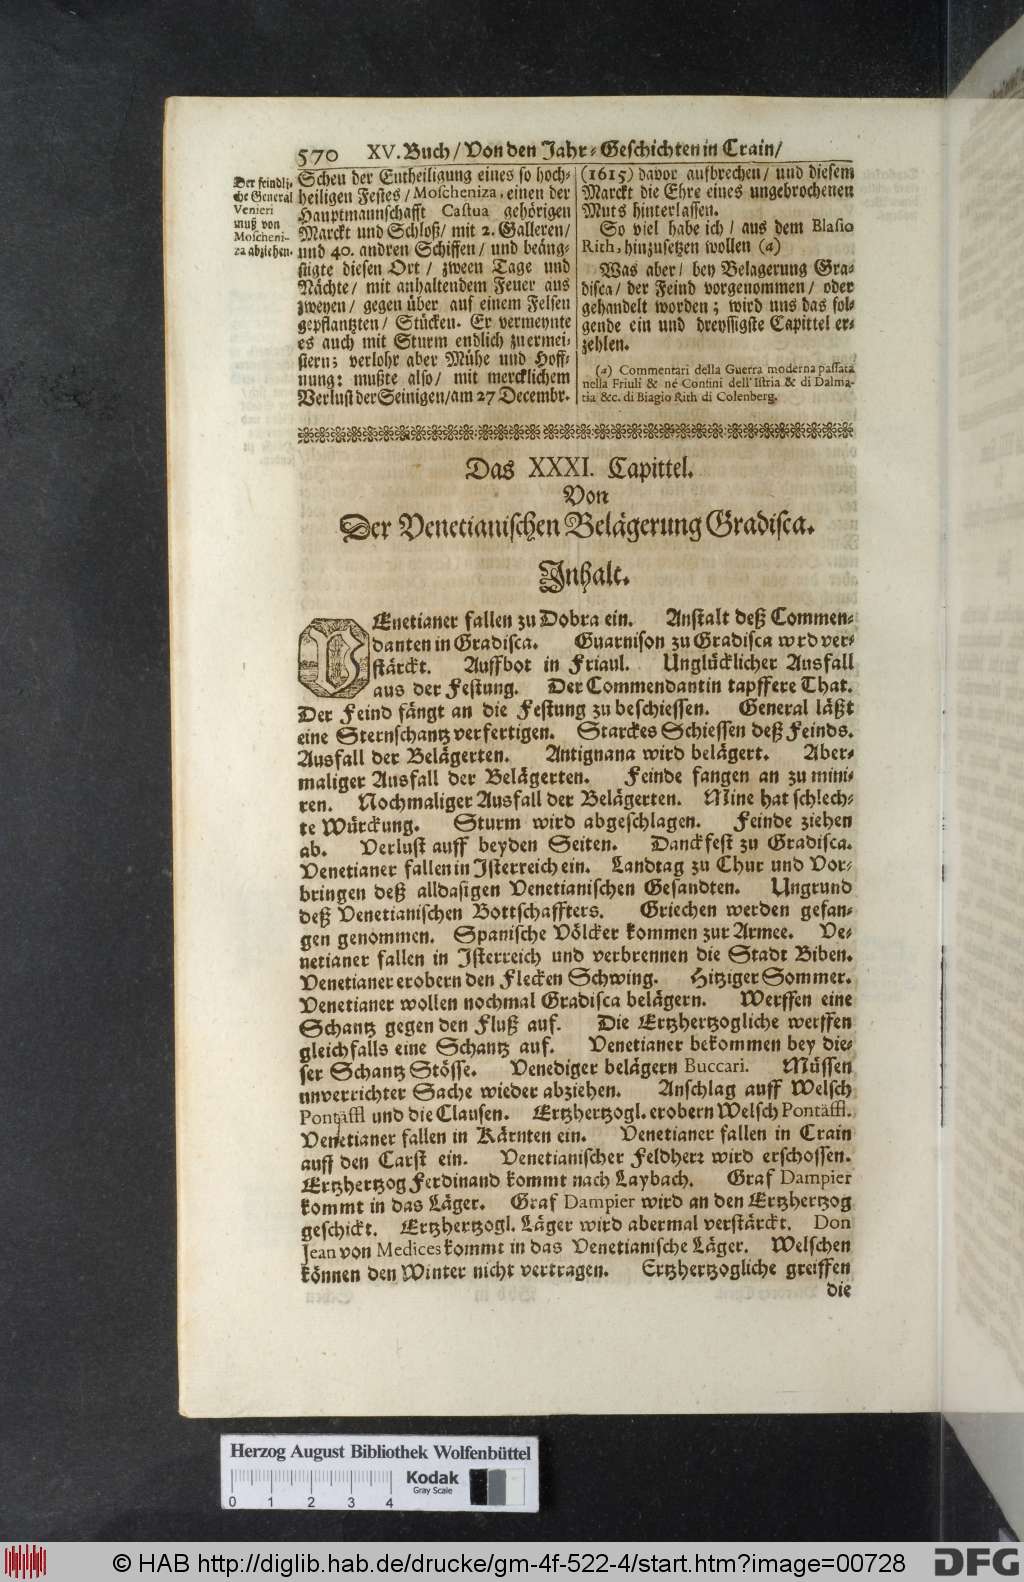 570 XV. Buch / Von den Jahr-Geschichten in Crain /
Der feindli-
che General
Venieri
muß von
Moscheni-
za abziehen.
Scheu der Entheiligung eines so hoch-
heiligen Festes / Moscheniza, einen der
Hauptmannschafft Castua gehörigen
Marckt und Schloß / mit 2. Galleren /
und 40. andren Schiffen / und beäng-
stigte diesen Ort / zween Tage und
Nächte / mit anhaltendem Feuer aus
zweyen / gegen über auf einem Felsen
gepflantzten / Stücken. Er vermeynte
es auch mit Sturm endlich zu ermei-
stern; verlohr aber Mühe und Hoff-
nung: mußte also / mit mercklichem
Verlust der Seinigen / am 27 Decembr.
(1615) davor aufbrechen / und diesem
Marckt die Ehre eines ungebrochenen
Muts hinterlassen.
So viel habe ich / aus dem Blasio
Rith, hinzusetzen wollen (a)
Was aber / bey Belagerung Gra-
disca / der Feind vorgenommen / oder
gehandelt worden; wird uns das fol-
gende ein und dreyssigste Capittel er-
zehlen.
(a) Commentari della Guerra moderna passata
nella Friuli & né Confini dell' Istria & di Dalma-
tia &c. di Biagio Rith di Colenberg.
Das XXXI. Capittel.
Von
Der Venetianischen Belägerung Gradisca.
Inhalt.
VEnetianer fallen zu Dobra ein. Anstalt deß Commen-
danten in Gradisca. Guarnison zu Gradisca wrd ver-
stärckt. Auffbot in Friaul. Unglücklicher Ausfall
aus der Festung. Der Commendantin tapffere That.
Der Feind fängt an die Festung zu beschiessen. General läßt
eine Sternschantz verfertigen. Starckes Schiessen deß Feinds.
Ausfall der Belägerten. Antignana wird belägert. Aber-
maliger Ausfall der Belägerten. Feinde fangen an zu mini-
ren. Nochmaliger Ausfall der Belägerten. Mine hat schlech-
te Würckung. Sturm wird abgeschlagen. Feinde ziehen
ab. Verlust auff beyden Seiten. Danckfest zu Gradisca.
Venetianer fallen in Isterreich ein. Landtag zu Chur und Vor-
bringen deß alldasigen Venetianischen Gesandten. Ungrund
deß Venetianischen Bottschaffters. Griechen werden gefan-
gen genommen. Spanische Völcker kommen zur Armee. Ve-
netianer fallen in Isterreich und verbrennen die Stadt Biben.
Venetianer erobern den Flecken Schwing. Hitziger Sommer.
Venetianer wollen nochmal Gradisca belägern. Werffen eine
Schantz gegen den Fluß auf. Die Ertzhertzogliche werffen
gleichfalls eine Schantz auf. Venetianer bekommen bey die-
ser Schantz Stösse. Venediger belägern Buccari. Müssen
unverrichter Sache wieder abziehen. Anschlag auff Welsch
Pontäffl und die Clausen. Ertzhertzogl. erobern Welsch Pontäffl.
Venetianer fallen in Kärnten ein. Venetianer fallen in Crain
auff den Carst ein. Venetianischer Feldherr wird erschossen.
Ertzhertzog Ferdinand kommt nach Laybach. Graf Dampier
kommt in das Läger. Graf Dampier wird an den Ertzhertzog
geschickt. Ertzhertzogl. Läger wird abermal verstärckt. Don
Jean von Medices kommt in das Venetianische Läger. Welschen
können den Winter nicht vertragen. Ertzhertzogliche greiffen
die
Herzog August Bibliothek Wolfenbüttel
0 1 2 3 4
Kodak
Gray Scale
© HAB http://diglib.hab.de/drucke/gm-4f-522-4/start.htm?image=00728
DFG